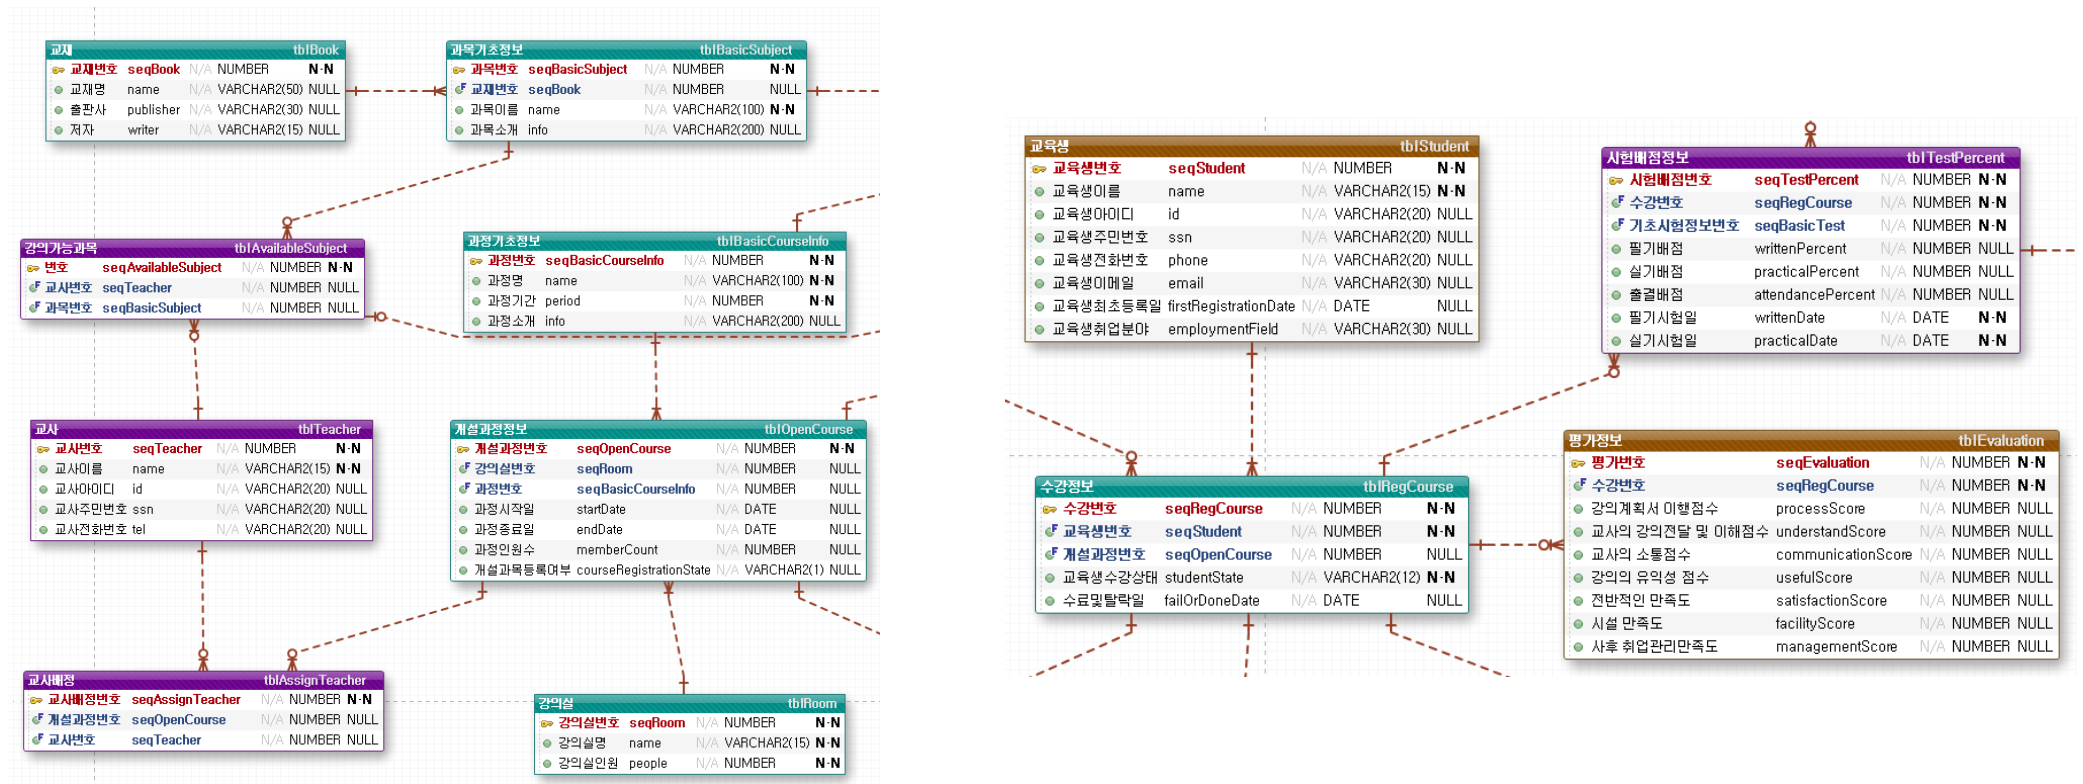 교재 tblBook
교재번호 seqBook N/A NUMBER N-N
교재명 name N/A VARCHAR2(50) NULL
출판사 publisher N/A VARCHAR2(30) NULL
저자 writer N/A VARCHAR2(15) NULL
과목기초정보 tblBasicSubject
과목번호 seqBasicSubject N/A NUMBER N-N
교재번호 seqBook N/A NUMBER NULL
과목이름 name N/A VARCHAR2(100) N-N
과목소개 info N/A VARCHAR2(200) NULL
강의가능과목 tblAvailableSubject
번호 seqAvailableSubject N/A NUMBER N-N
교사번호 seqTeacher N/A NUMBER NULL
과목번호 seqBasicSubject N/A NUMBER NULL
과정기초정보 tblBasicCourseInfo
과정번호 seqBasicCourseInfo N/A NUMBER N-N
과정명 name N/A VARCHAR2(100) N-N
과정기간 period N/A NUMBER N-N
과정소개 info N/A VARCHAR2(200) NULL
교사 tblTeacher
교사번호 seqTeacher N/A NUMBER N-N
교사이름 name N/A VARCHAR2(15) N-N
교사아이디 id N/A VARCHAR2(20) NULL
교사주민번호 ssn N/A VARCHAR2(20) NULL
교사전화번호 tel N/A VARCHAR2(20) NULL
개설과정정보 tblOpenCourse
개설과정번호 seqOpenCourse N/A NUMBER N-N
강의실번호 seqRoom N/A NUMBER NULL
과정번호 seqBasicCourseInfo N/A NUMBER NULL
과정시작일 startDate N/A DATE NULL
과정종료일 endDate N/A DATE NULL
과정인원수 memberCount N/A NUMBER NULL
개설과목등록여부 courseRegistrationState N/A VARCHAR2(1) NULL
교사배정 tblAssignTeacher
교사배정번호 seqAssignTeacher N/A NUMBER N-N
개설과정번호 seqOpenCourse N/A NUMBER NULL
교사번호 seqTeacher N/A NUMBER NULL
강의실 tblRoom
강의실번호 seqRoom N/A NUMBER N-N
강의실명 name N/A VARCHAR2(15) N-N
강의실인원 people N/A NUMBER N-N
교육생 tblStudent
교육생번호 seqStudent N/A NUMBER N-N
교육생이름 name N/A VARCHAR2(15) N-N
교육생아이디 id N/A VARCHAR2(20) NULL
교육생주민번호 ssn N/A VARCHAR2(20) NULL
교육생전화번호 phone N/A VARCHAR2(20) NULL
교육생이메일 email N/A VARCHAR2(30) NULL
교육생최초등록일 firstRegistrationDate N/A DATE NULL
교육생취업분야 employmentField N/A VARCHAR2(30) NULL
시험배점정보 tblTestPercent
시험배점번호 seqTestPercent N/A NUMBER N-N
수강번호 seqRegCourse N/A NUMBER N-N
기초시험정보번호 seqBasicTest N/A NUMBER N-N
필기배점 writtenPercent N/A NUMBER NULL
실기배점 practicalPercent N/A NUMBER NULL
출결배점 attendancePercent N/A NUMBER NULL
필기시험일 writtenDate N/A DATE N-N
실기시험일 practicalDate N/A DATE N-N
수강정보 tblRegCourse
수강번호 seqRegCourse N/A NUMBER N-N
교육생번호 seqStudent N/A NUMBER N-N
개설과정번호 seqOpenCourse N/A NUMBER NULL
교육생수강상태 studentState N/A VARCHAR2(12) N-N
수료및탈락일 failOrDoneDate N/A DATE NULL
평가정보 tblEvaluation
평가번호 seqEvaluation N/A NUMBER N-N
수강번호 seqRegCourse N/A NUMBER N-N
강의계획서 이행점수 processScore N/A NUMBER NULL
교사의 강의전달 및 이해점수 understandScore N/A NUMBER NULL
교사의 소통점수 communicationScore N/A NUMBER NULL
강의의 유익성 점수 usefulScore N/A NUMBER NULL
전반적인 만족도 satisfactionScore N/A NUMBER NULL
시설 만족도 facilityScore N/A NUMBER NULL
사후 취업관리만족도 managementScore N/A NUMBER NULL